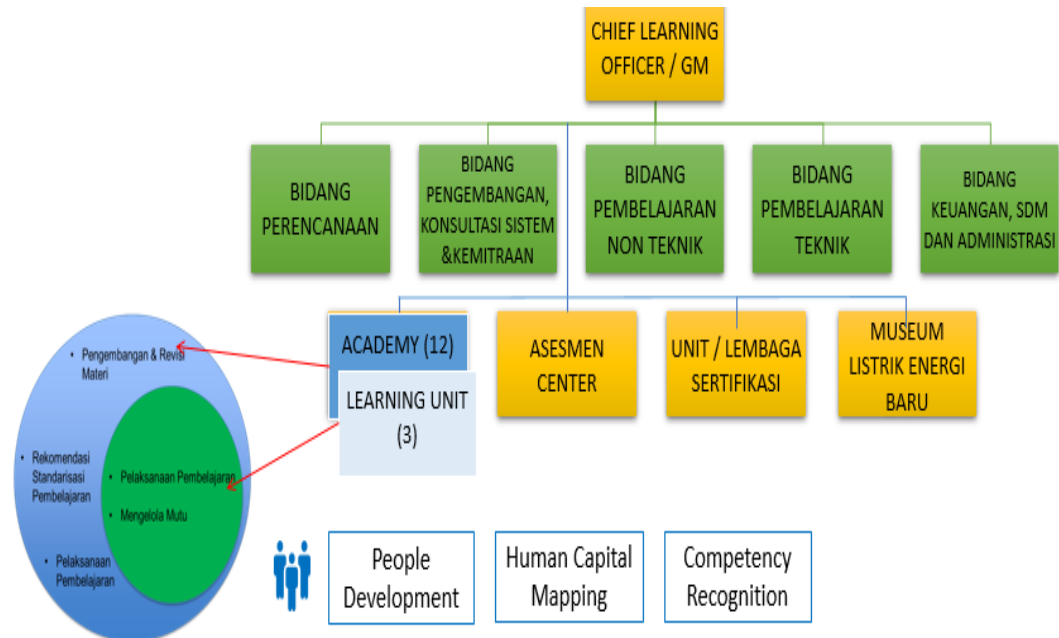 CHIEF LEARNING
OFFICER / GM
BIDANG
PERENCANAAN
BIDANG
PENGEMBANGAN,
KONSULTASI SISTEM
&KEMITRAAN
BIDANG
PEMBELAJARAN
NON TEKNIK
BIDANG
PEMBELAJARAN
TEKNIK
BIDANG
KEUANGAN, SDM
DAN ADMINISTRASI
ACADEMY (12)
LEARNING UNIT
(3)
ASESMEN
CENTER
UNIT / LEMBAGA
SERTIFIKASI
MUSEUM
LISTRIK ENERGI
BARU
• Pengembangan & Revisi
Materi
• Rekomendasi
Standarisasi
Pembelajaran
• Pelaksanaan
Pembelajaran
• Pelaksanaan Pembelajaran
• Mengelola Mutu
People
Development
Human Capital
Mapping
Competency
Recognition